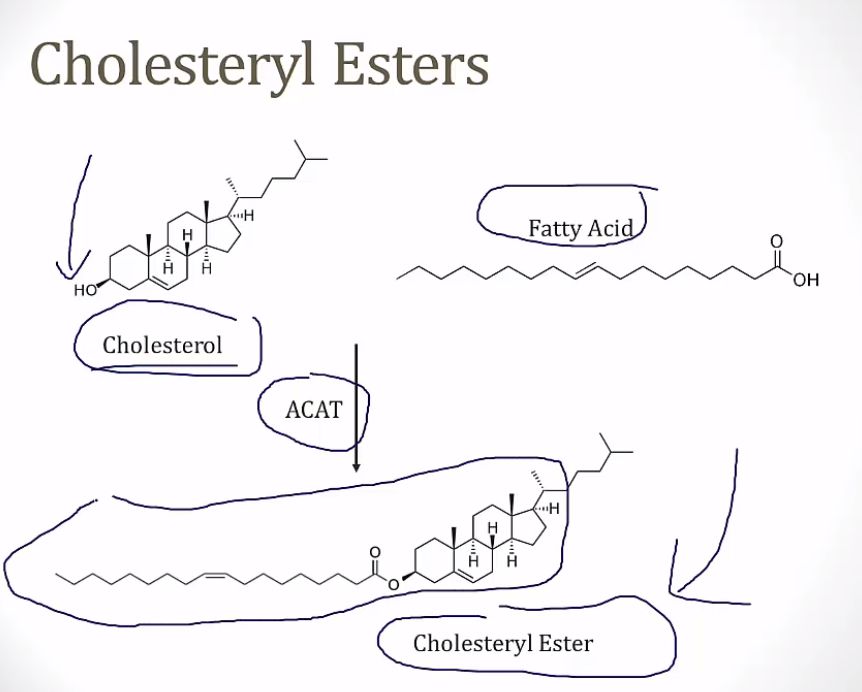 Cholesteryl Esters
H
H
H
H
HO
Cholesterol
Fatty Acid
O
OH
ACAT
H
H
H
H
O
O
Cholesteryl Ester